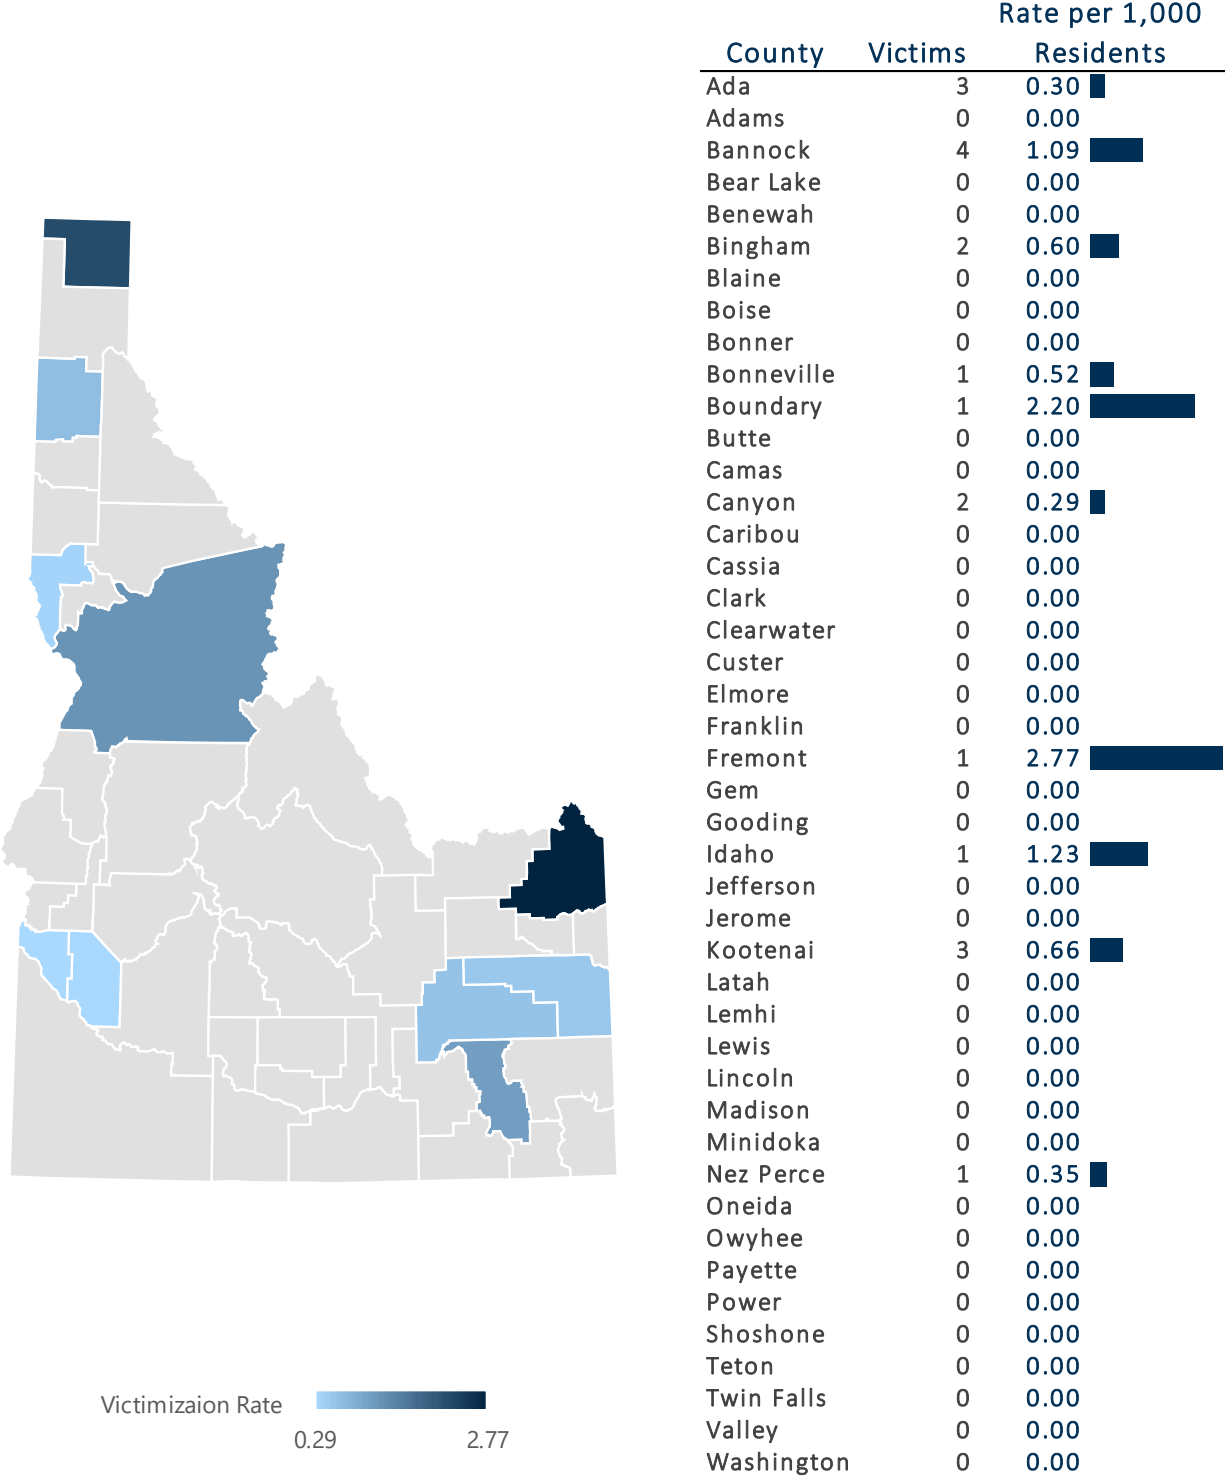 Rate per 1,000
County Victims Residents
Ada 3 0.30
Adams 0 0.00
Bannock 4 1.09
Bear Lake 0 0.00
Benewah 0 0.00
Bingham 2 0.60
Blaine 0 0.00
Boise 0 0.00
Bonner 0 0.00
Bonneville 1 0.52
Boundary 1 2.20
Butte 0 0.00
Camas 0 0.00
Canyon 2 0.29
Caribou 0 0.00
Cassia 0 0.00
Clark 0 0.00
Clearwater 0 0.00
Custer 0 0.00
Elmore 0 0.00
Franklin 0 0.00
Fremont 1 2.77
Gem 0 0.00
Gooding 0 0.00
Idaho 1 1.23
Jefferson 0 0.00
Jerome 0 0.00
Kootenai 3 0.66
Latah 0 0.00
Lemhi 0 0.00
Lewis 0 0.00
Lincoln 0 0.00
Madison 0 0.00
Minidoka 0 0.00
Nez Perce 1 0.35
Oneida 0 0.00
Owyhee 0 0.00
Payette 0 0.00
Power 0 0.00
Shoshone 0 0.00
Teton 0 0.00
Twin Falls 0 0.00
Valley 0 0.00
Washington 0 0.00
Victimizaion Rate
0.29 2.77